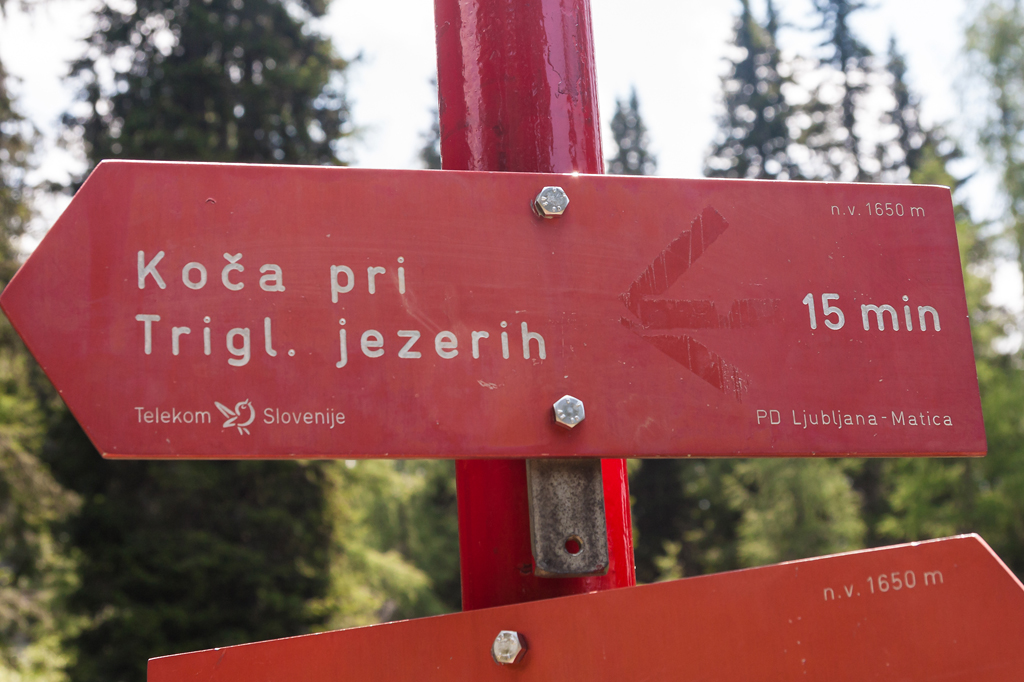 n.v. 1650 m
Koča pri
Trigl. jezerih
15 min
Telekom Slovenije
PD Ljubljana-Matica
n.v. 1650 m